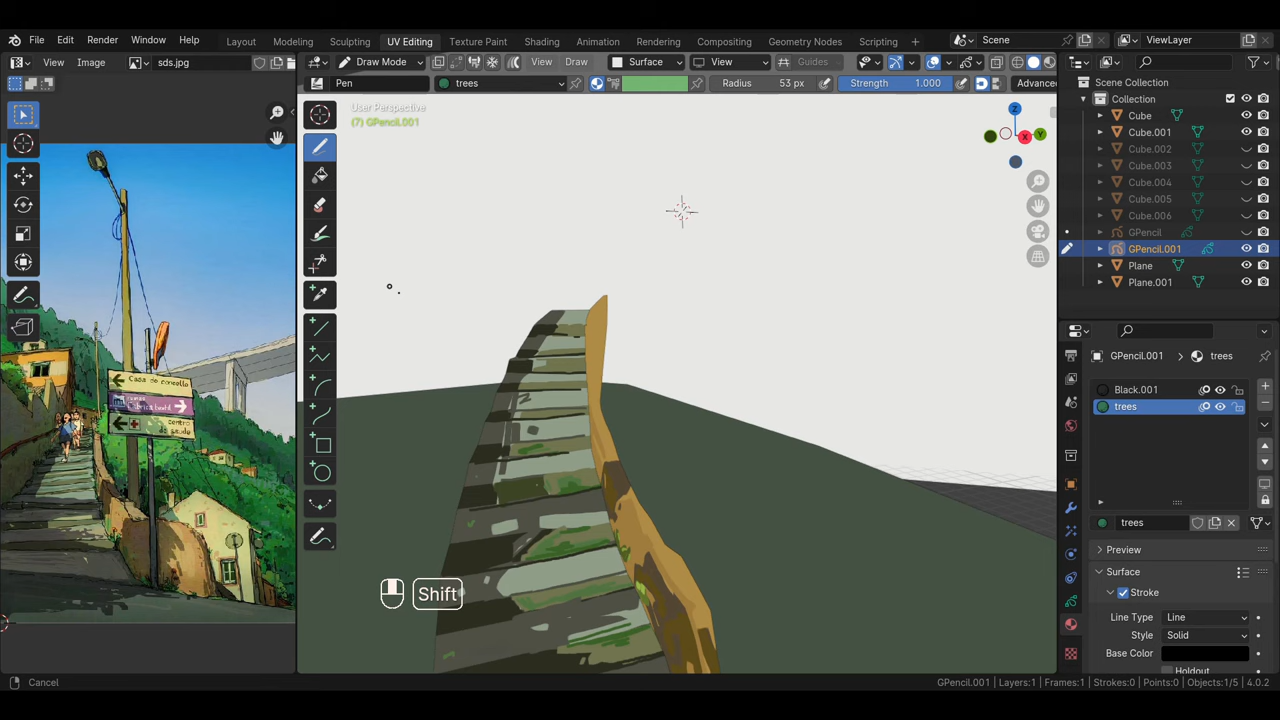 File Edit Render Window Help Layout Modeling Sculpting UV Editing Texture Paint Shading Animation Rendering Compositing Geometry Nodes Scripting Scene ViewLayer
View Image sds.jpg Draw Mode View Draw Surface View Guides
Pen trees Radius 53 px Strength 1.000 Advanced
User Perspective
(7) GPencil.001
Z
X
Y
Scene Collection
Collection
Cube
Cube.001
Cube.002
Cube.003
Cube.004
Cube.005
Cube.006
GPencil
GPencil.001
Plane
Plane.001
Casa do concello
centro
de saude
Shift
GPencil.001 > trees
Black.001
trees
trees
Preview
Surface
Stroke
Line Type Line
Style Solid
Base Color
Holdout
Cancel
GPencil.001 | Layers:1 | Frames:1 | Strokes:0 | Points:0 | Objects:1/5 | 4.0.2